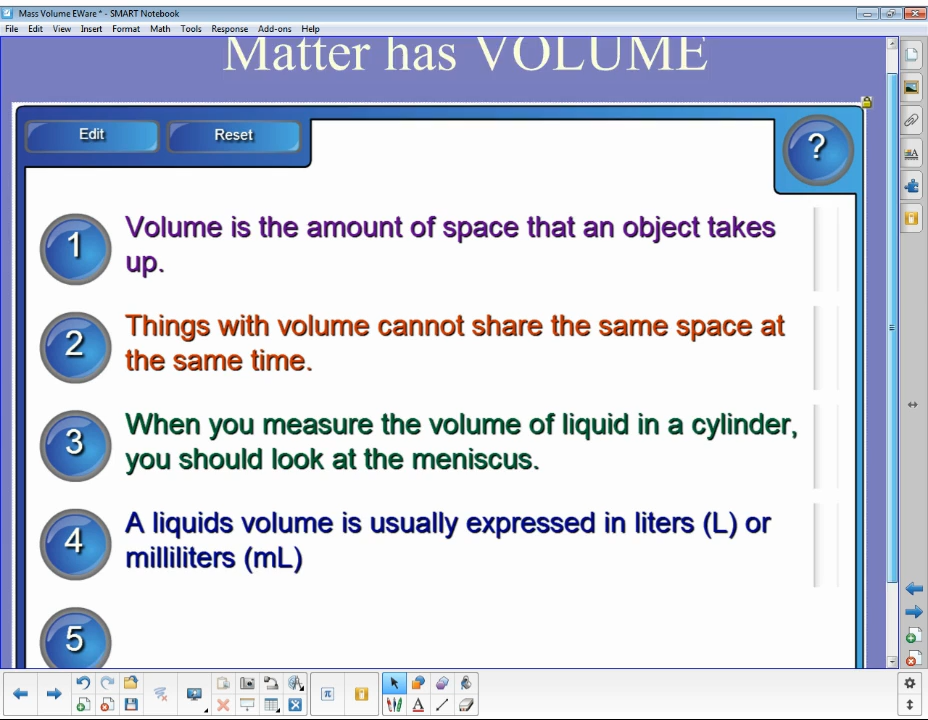 Mass Volume EWare * - SMART Notebook
File Edit View Insert Format Math Tools Response Add-ons Help
Matter has VOLUME
Edit Reset ?
1 Volume is the amount of space that an object takes
up.
2 Things with volume cannot share the same space at
the same time.
3 When you measure the volume of liquid in a cylinder,
you should look at the meniscus.
4 A liquids volume is usually expressed in liters (L) or
milliliters (mL)
5